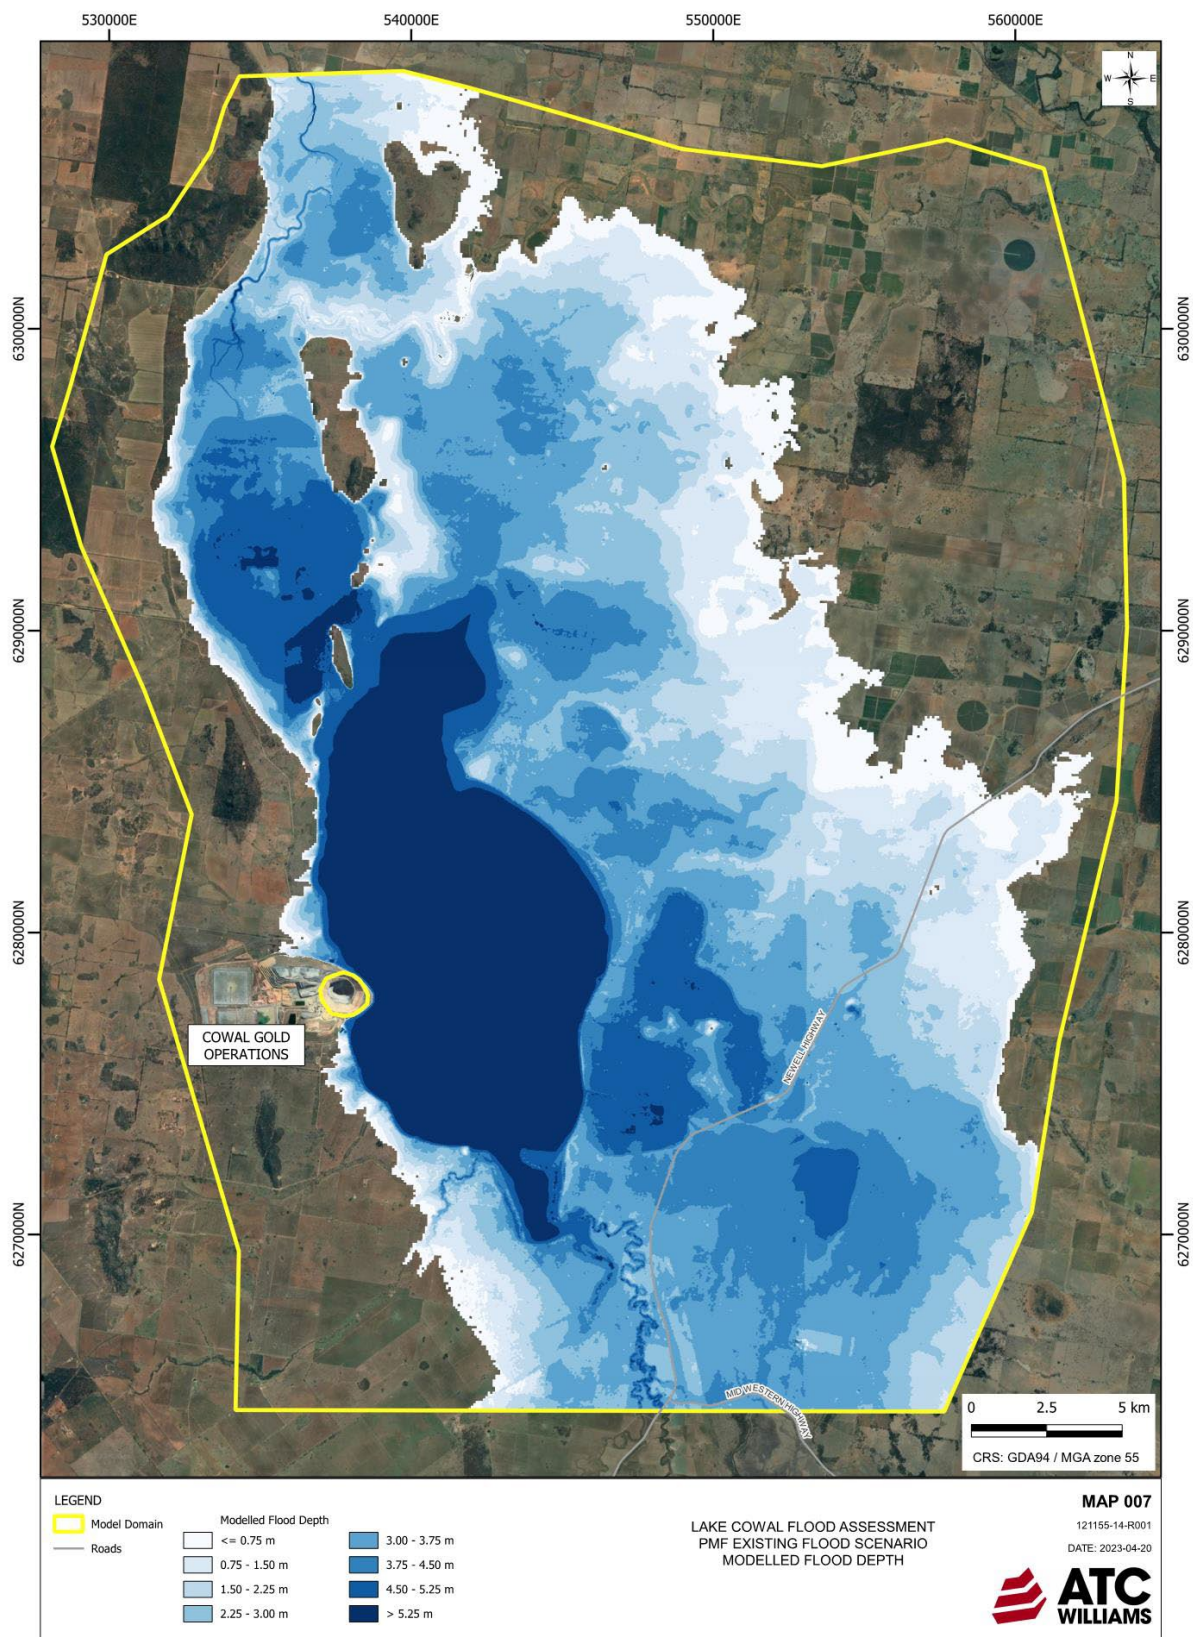 530000E
540000E
550000E
560000E
N
W E
S
6300000N
6300000N
6290000N
6290000N
6280000N
6280000N
COWAL GOLD
OPERATIONS
NEWELL HIGHWAY
6270000N
6270000N
MID WESTERN HIGHWAY
0 2.5 5 km
CRS: GDA94 / MGA zone 55
LEGEND
Model Domain
Roads
Modelled Flood Depth
<= 0.75 m
0.75 - 1.50 m
1.50 - 2.25 m
2.25 - 3.00 m
3.00 - 3.75 m
3.75 - 4.50 m
4.50 - 5.25 m
> 5.25 m
LAKE COWAL FLOOD ASSESSMENT
PMF EXISTING FLOOD SCENARIO
MODELLED FLOOD DEPTH
MAP 007
121155-14-R001
DATE: 2023-04-20
ATC
WILLIAMS